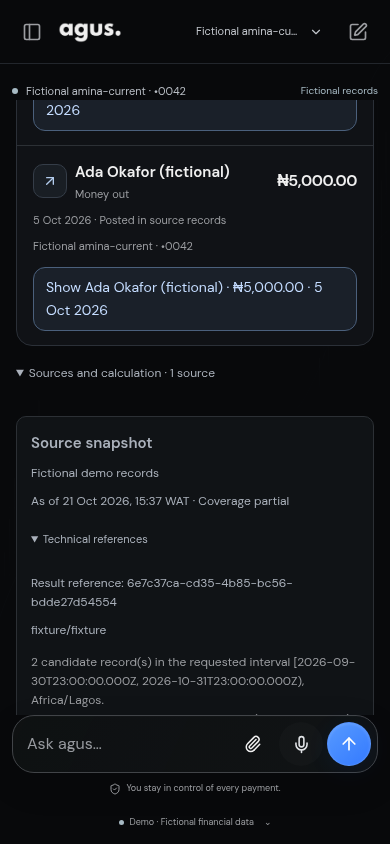 agus.
Fictional amina-cu...
Fictional amina-current · •0042
Fictional records
2026
Ada Okafor (fictional)
Money out
₦5,000.00
5 Oct 2026 · Posted in source records
Fictional amina-current · •0042
Show Ada Okafor (fictional) · ₦5,000.00 · 5
Oct 2026
▼ Sources and calculation · 1 source
Source snapshot
Fictional demo records
As of 21 Oct 2026, 15:37 WAT · Coverage partial
▼ Technical references
Result reference: 6e7c37ca-cd35-4b85-bc56-
bdde27d54554
fixture/fixture
2 candidate record(s) in the requested interval [2026-09-
30T23:00:00.000Z, 2026-10-31T23:00:00.000Z),
Africa/Lagos.
Ask agus...
You stay in control of every payment.
Demo · Fictional financial data